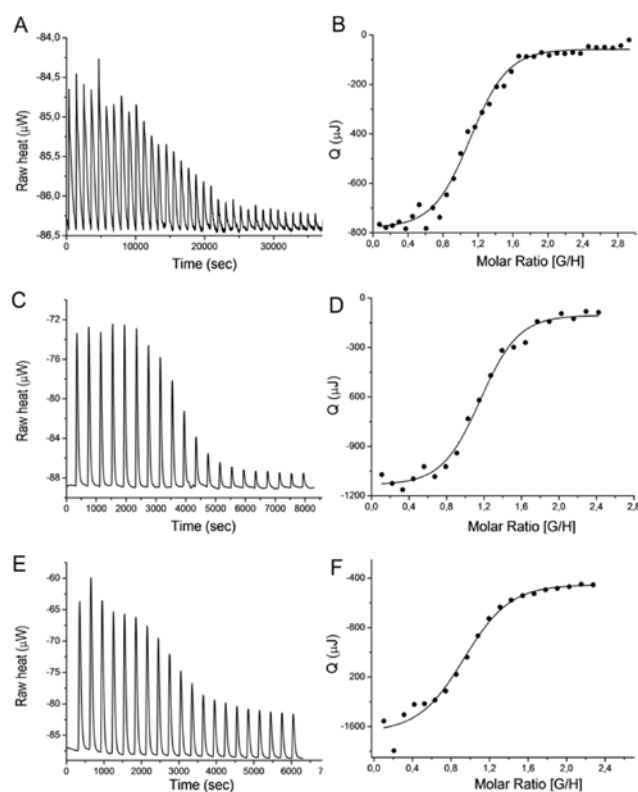 A
Raw heat (µW)
-84,0
-84,5
-85,0
-85,5
-86,0
-86,5
0 10000 20000 30000
Time (sec)
B
Q (µJ)
0
-200
-400
-600
-800
0,0 0,4 0,8 1,2 1,6 2,0 2,4 2,8
Molar Ratio [G/H]
C
Raw heat (µW)
-72
-76
-80
-84
-88
0 1000 2000 3000 4000 5000 6000 7000 8000
Time (sec)
D
Q (µJ)
0
-300
-600
-900
-1200
0,0 0,4 0,8 1,2 1,6 2,0 2,4 2,8
Molar Ratio [G/H]
E
Raw heat (µW)
-60
-65
-70
-75
-80
-85
0 1000 2000 3000 4000 5000 6000 7
Time (sec)
F
Q (µJ)
-400
200
-1600
0,0 0,4 0,8 1,2 1,6 2,0 2,4
Molar Ratio [G/H]